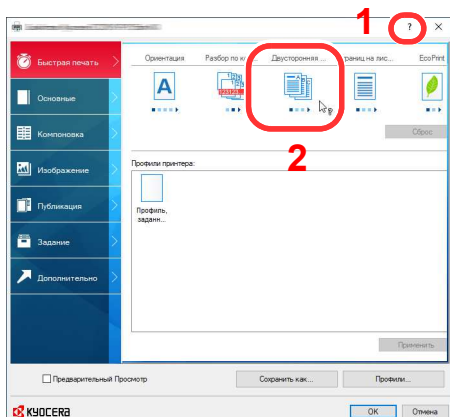 1
?
Быстрая печать
Ориентация
Разбор по к...
Двусторонняя ...
раниц на лис...
EcoPrint
A
123123
Основные
Компоновка
Сброс
2
Изображение
Профили принтера:
Публикация
Профиль,
заданн...
Задание
Дополнительно
Применить
Предварительный Просмотр
Сохранить как...
Профили...
KYOCERA
OK
Отмена